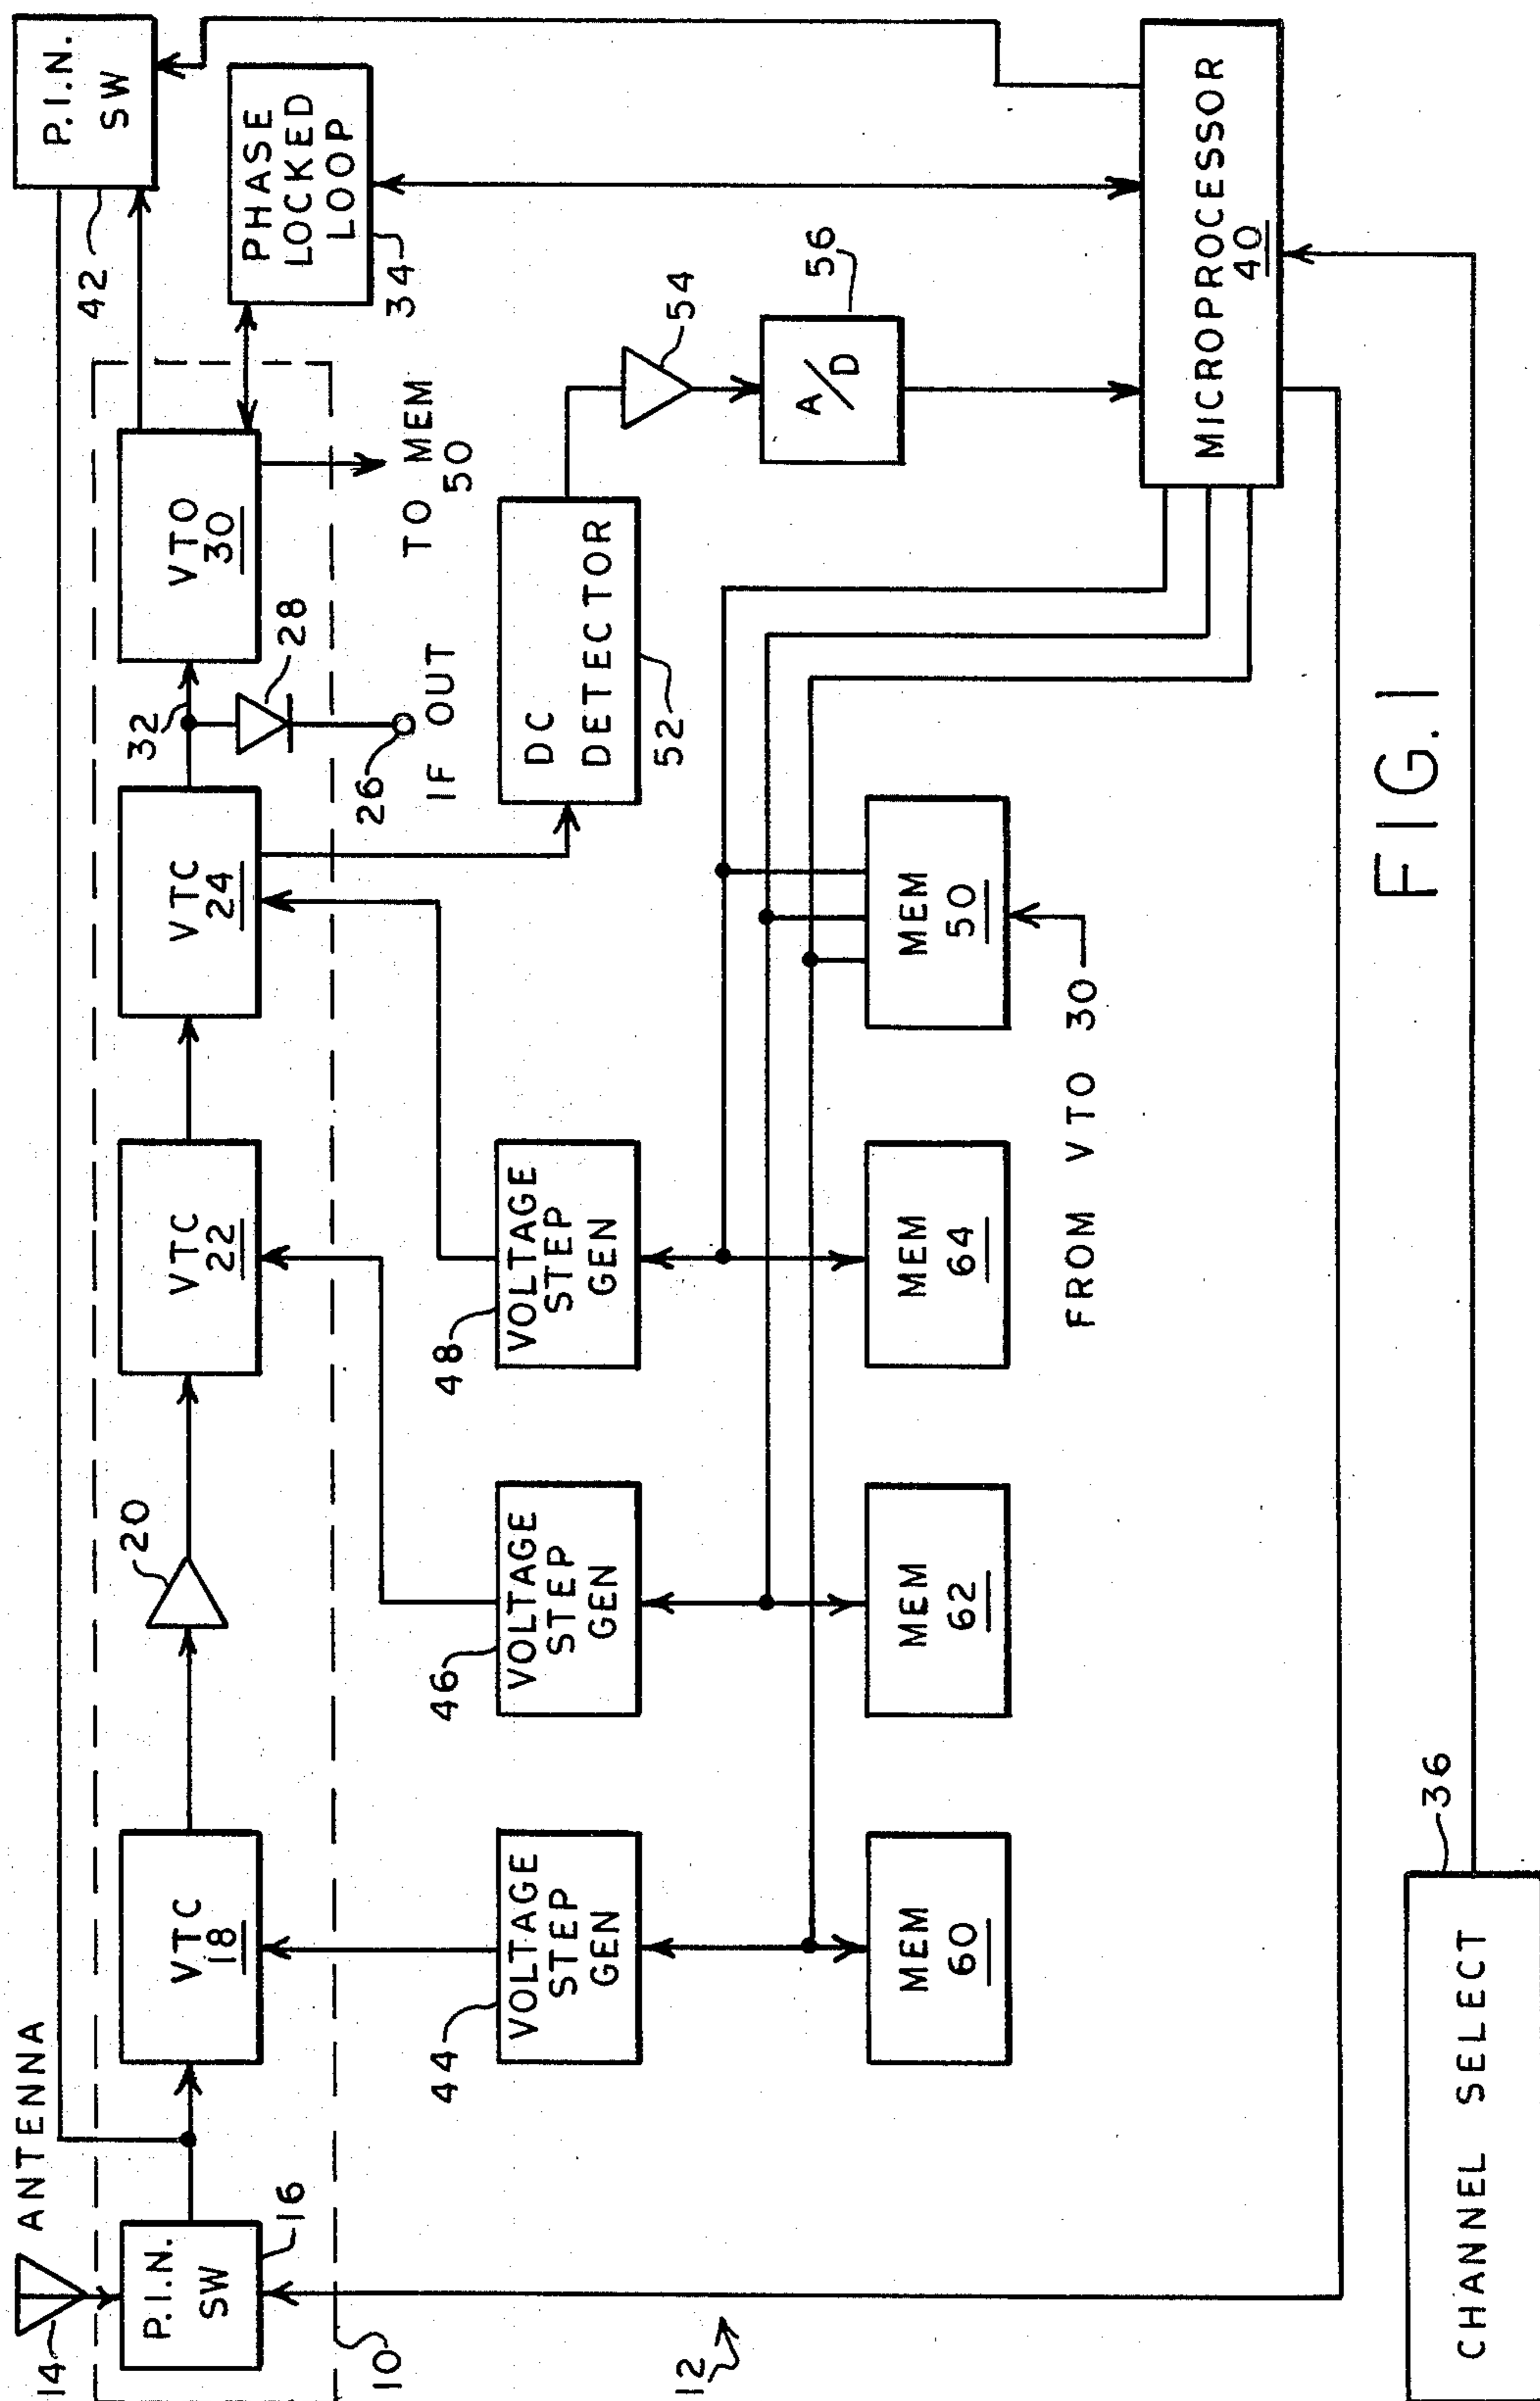 14
ANTENNA
P.I.N.
SW
16
10
VTC
18
20
VTC
22
VTC
24
32
28
26
IF OUT
VTO
30
TO MEM
50
42
P.I.N.
SW
PHASE
LOCKED
LOOP
34
44
VOLTAGE
STEP
GEN
46
VOLTAGE
STEP
GEN
48
VOLTAGE
STEP
GEN
DC
DETECTOR
52
54
A/D
56
MEM
60
MEM
62
MEM
64
MEM
50
FROM VTO 30
MICROPROCESSOR
40
12
CHANNEL SELECT
36
FIG. 1